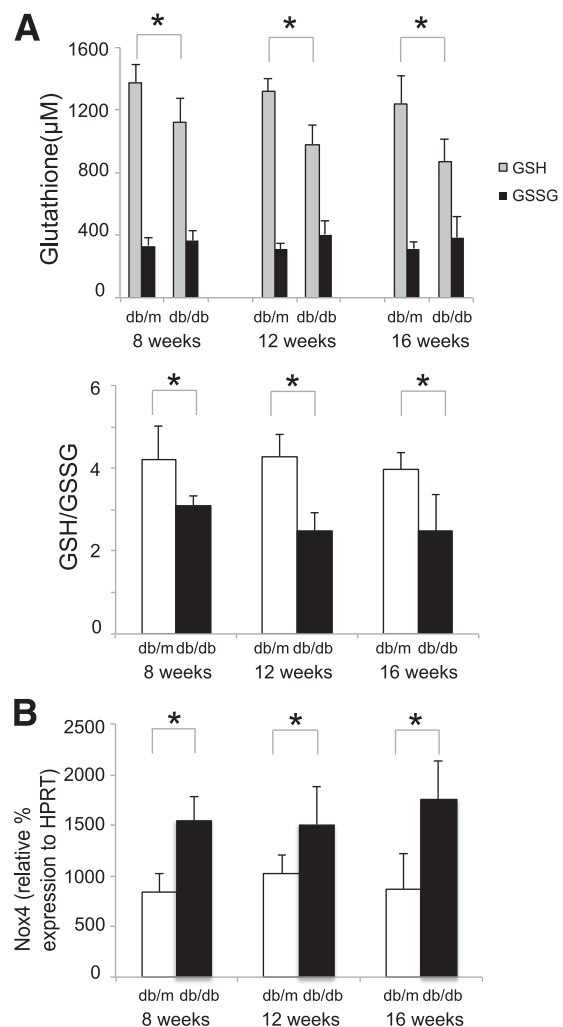 A
*
*
*
1600
1200
800
400
0
Glutathione(µM)
GSH
GSSG
db/m db/db db/m db/db db/m db/db
8 weeks 12 weeks 16 weeks
*
*
*
6
4
2
0
GSH/GSSG
db/m db/db db/m db/db db/m db/db
8 weeks 12 weeks 16 weeks
B
*
*
*
2500
2000
1500
1000
500
0
Nox4 (relative %
expression to HPRT)
db/m db/db db/m db/db db/m db/db
8 weeks 12 weeks 16 weeks